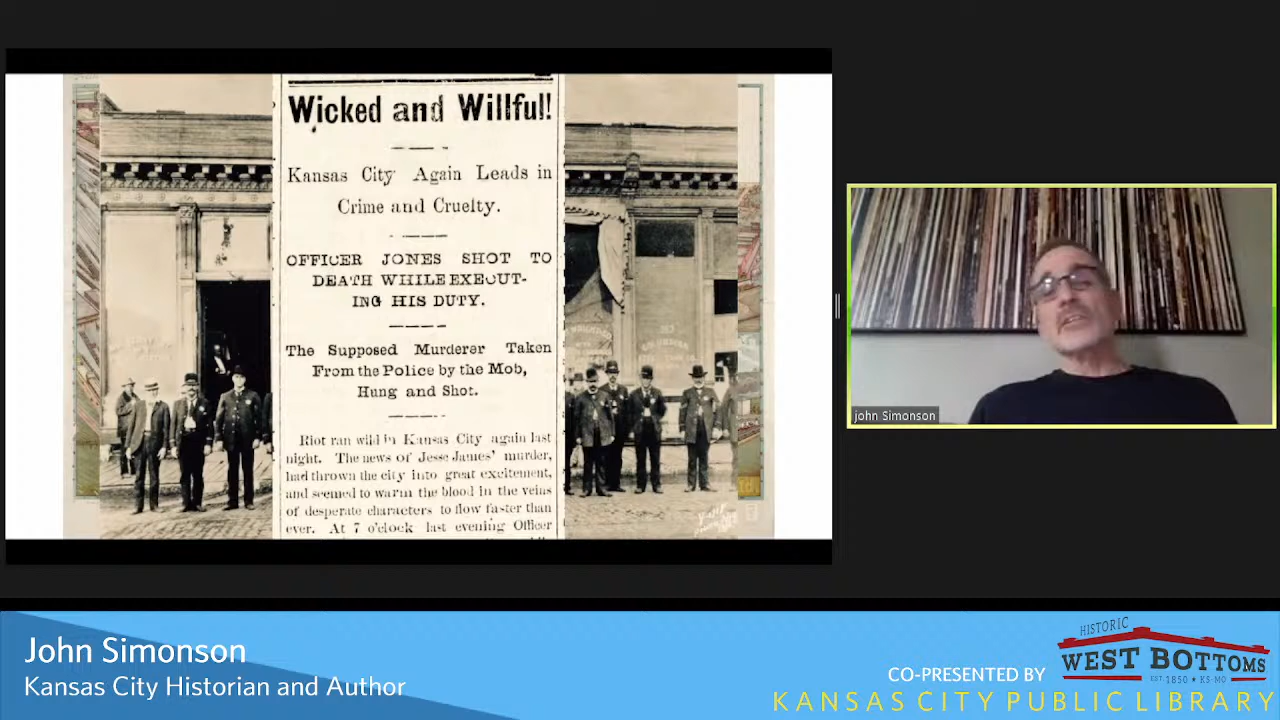 Wicked and Willful!
Kansas City Again Leads in
Crime and Cruelty.
OFFICER JONES SHOT TO
DEATH WHILE EXECUT-
ING HIS DUTY.
The Supposed Murderer Taken
From the Police by the Mob,
Hung and Shot.
Riot ran wild in Kansas City again last
night. The news of Jesse James' murder,
had thrown the city into great excitement,
and seemed to warm the blood in the veins
of desperate characters to flow faster than
ever. At 7 o'clock last evening Officer
john Simonson
John Simonson
Kansas City Historian and Author
CO-PRESENTED BY
HISTORIC
WEST BOTTOMS
EST. 1850 ★ KS·MO
KANSAS CITY PUBLIC LIBRARY